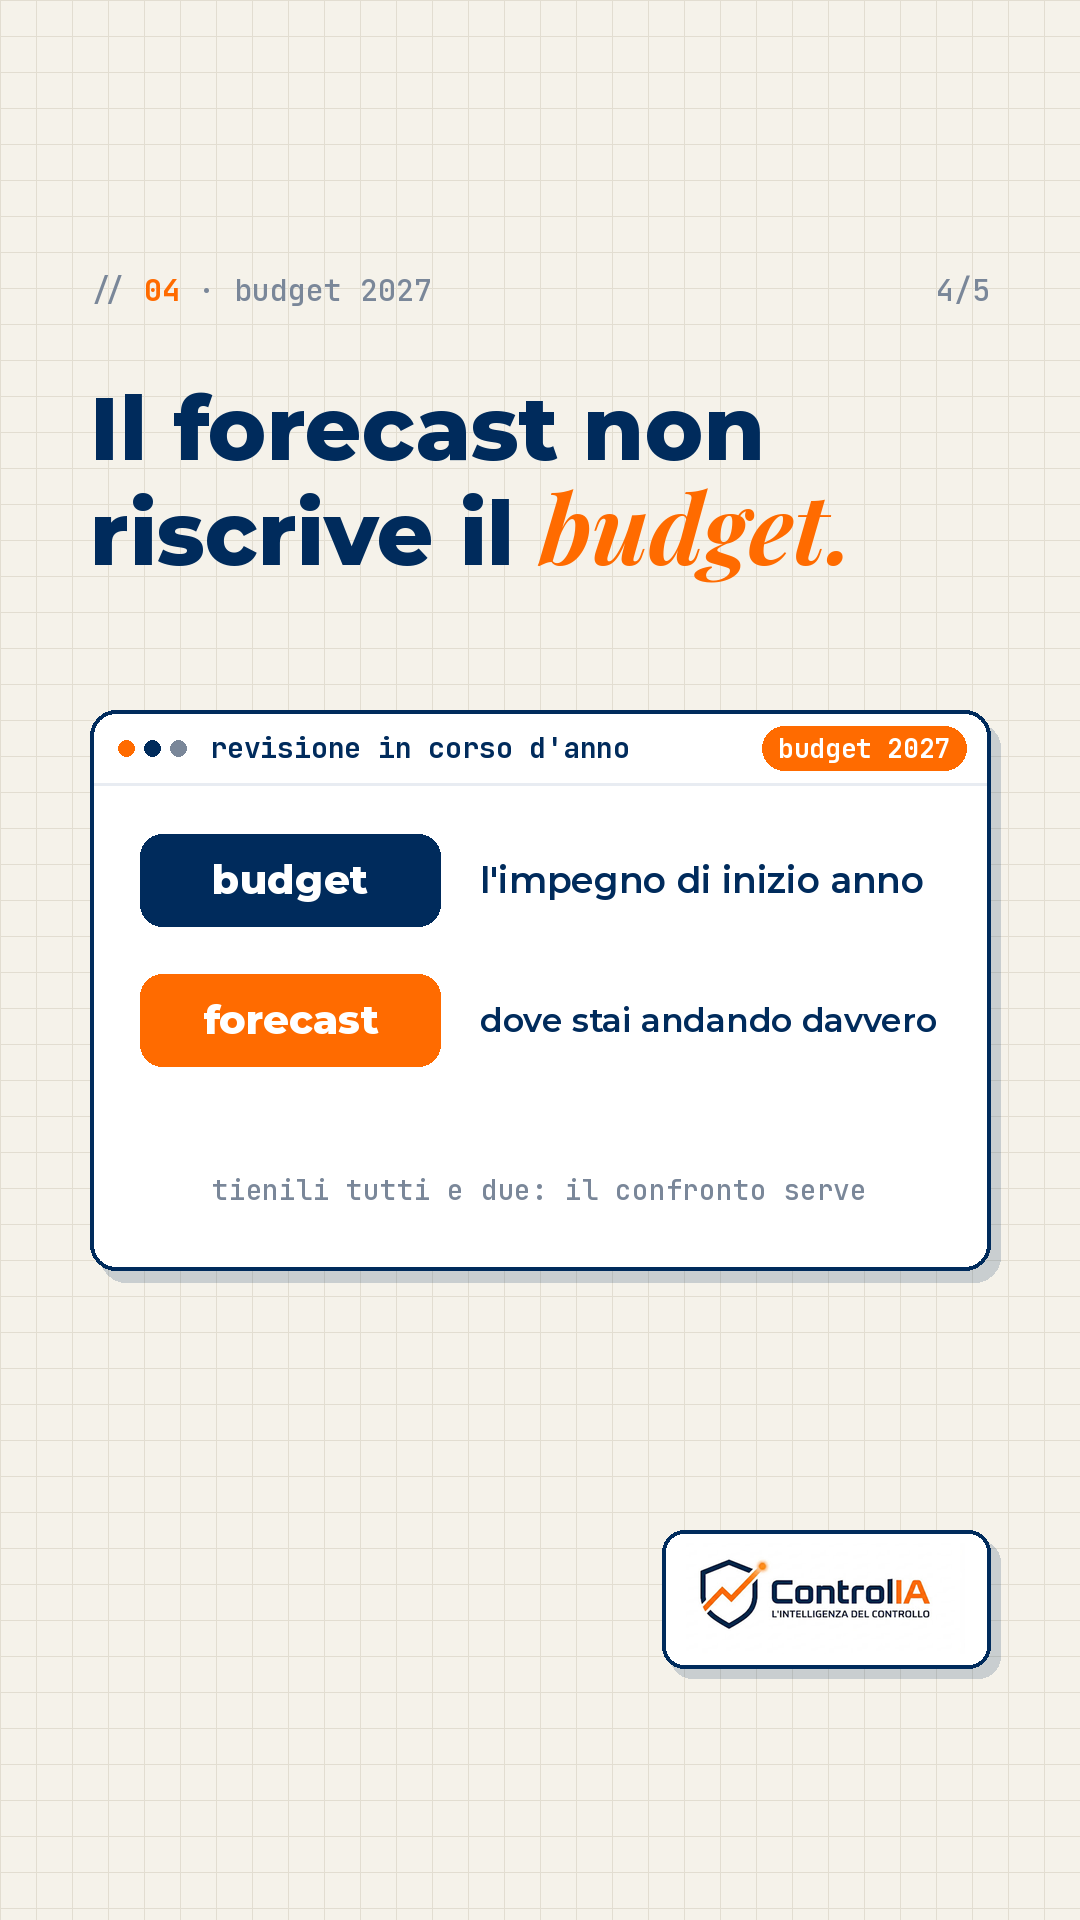 // 04 · budget 2027
4/5
Il forecast non
riscrive il budget.
revisione in corso d'anno
budget 2027
budget
l'impegno di inizio anno
forecast
dove stai andando davvero
tienili tutti e due: il confronto serve
ControlIA
L'INTELLIGENZA DEL CONTROLLO